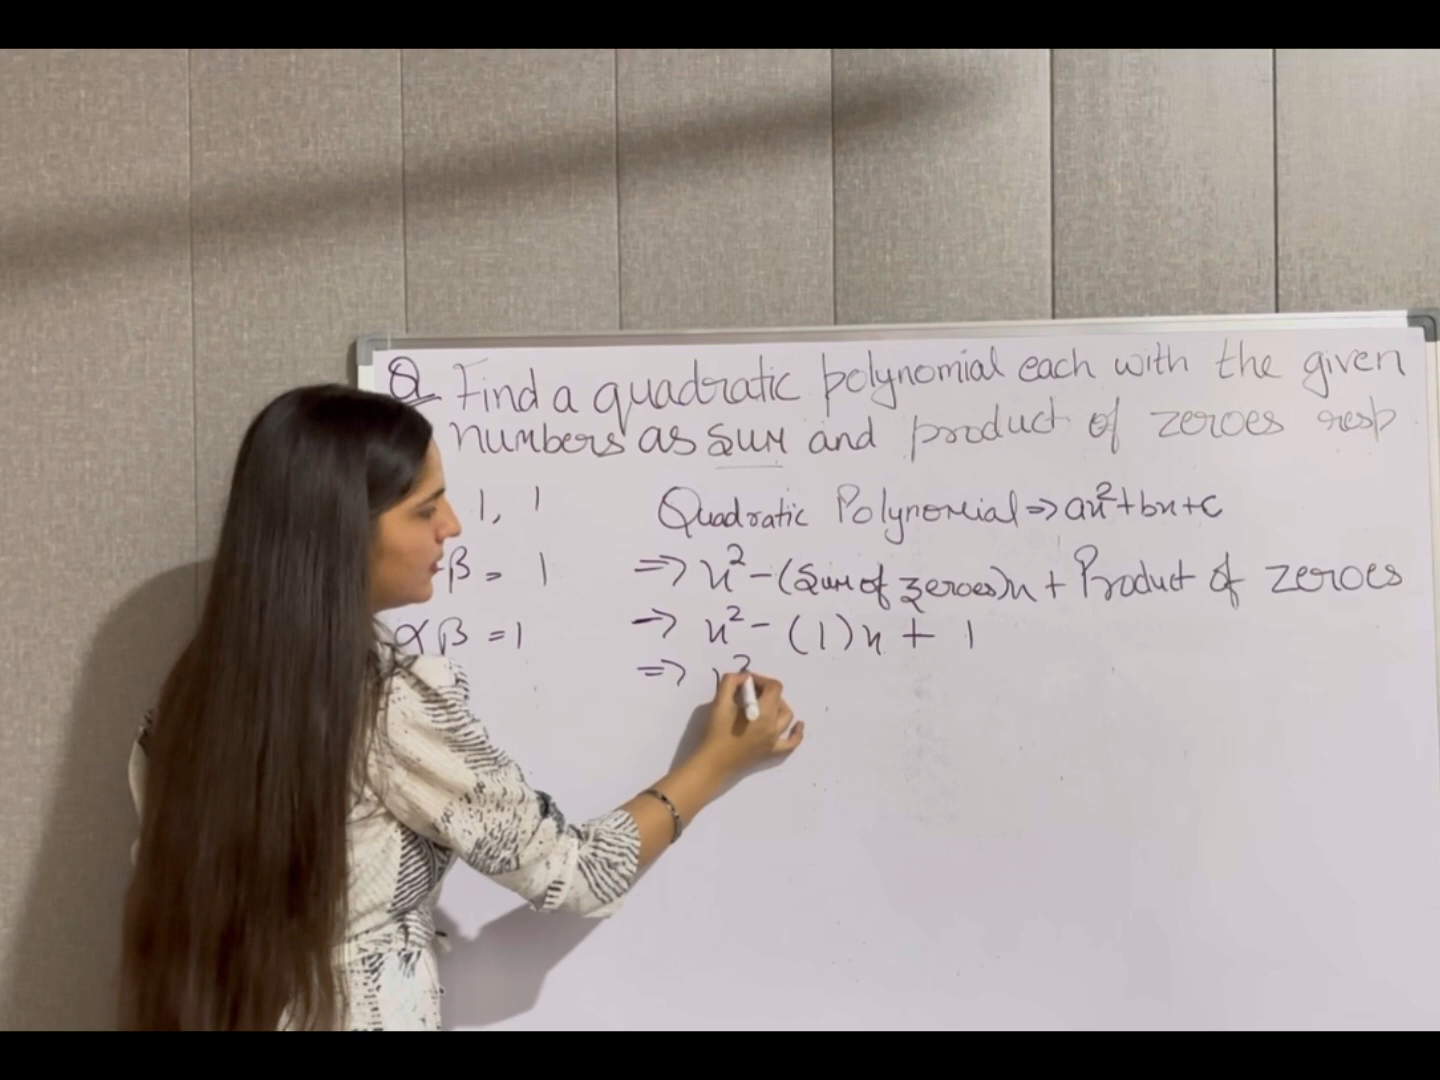 Q Find a quadratic polynomial each with the given
numbers as sum and product of zeroes resp
1, 1
Quadratic Polynomial ⇒ ax²+bx+c
β = 1
⇒ x² - (Sum of zeroes)x + Product of zeroes
αβ = 1
→ x² - (1)x + 1
⇒ x²